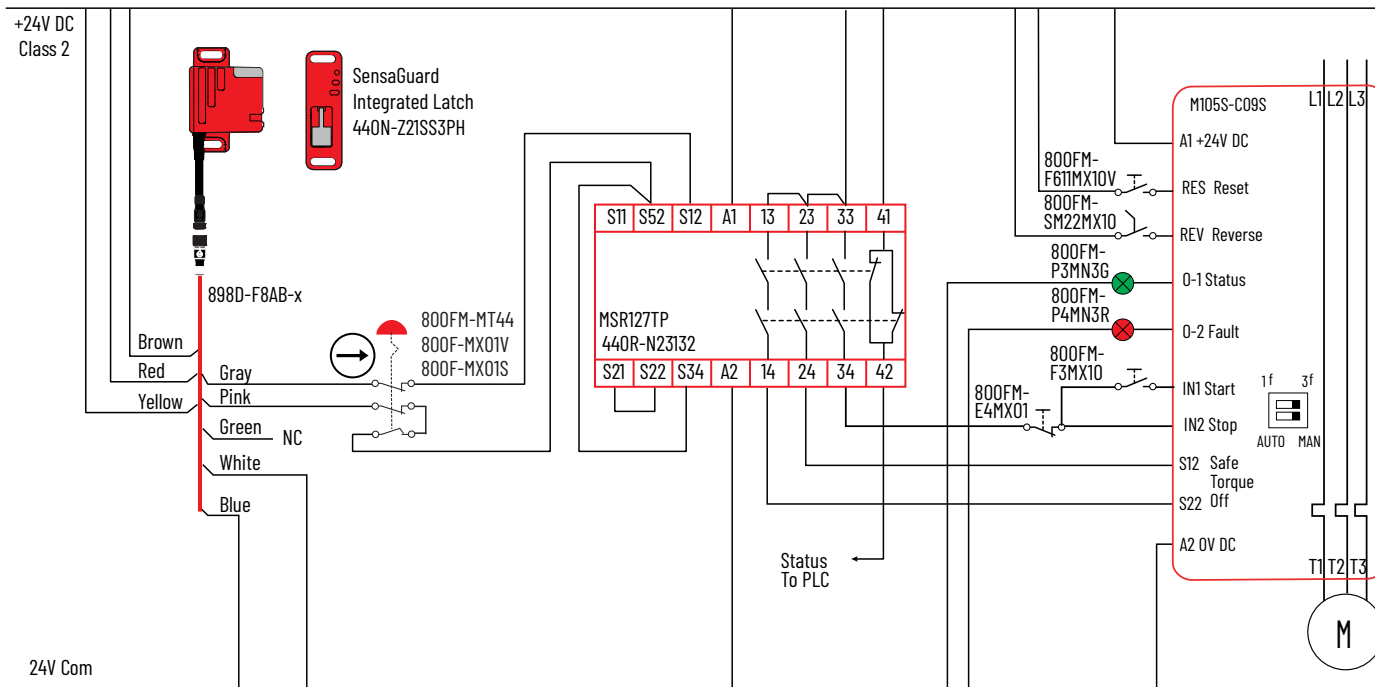 +24V DC
Class 2
SensaGuard
Integrated Latch
440N-Z21SS3PH
898D-F8AB-x
Brown
Red
Yellow
Gray
Pink
Green
NC
White
Blue
800FM-MT44
800F-MX01V
800F-MX01S
S11 S52 S12 A1 13 23 33 41
MSR127TP
440R-N23132
S21 S22 S34 A2 14 24 34 42
Status
To PLC
800FM-
F611MX10V
800FM-
SM22MX10
800FM-
P3MN3G
800FM-
P4MN3R
800FM-
F3MX10
800FM-
E4MX01
M105S-C09S
L1 L2 L3
A1 +24V DC
RES Reset
REV Reverse
O-1 Status
O-2 Fault
IN1 Start
IN2 Stop
1f 3f
AUTO MAN
S12 Safe
Torque
S22 Off
A2 0V DC
T1 T2 T3
M
24V Com